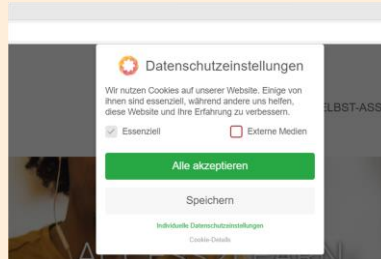 Datenschutzeinstellungen
Wir nutzen Cookies auf unserer Website. Einige von
ihnen sind essenziell, während andere uns helfen,
diese Website und Ihre Erfahrung zu verbessern.
Essenziell Externe Medien
ELBST-ASS
Alle akzeptieren
Speichern
Individuelle Datenschutzeinstellungen
Cookie-Details